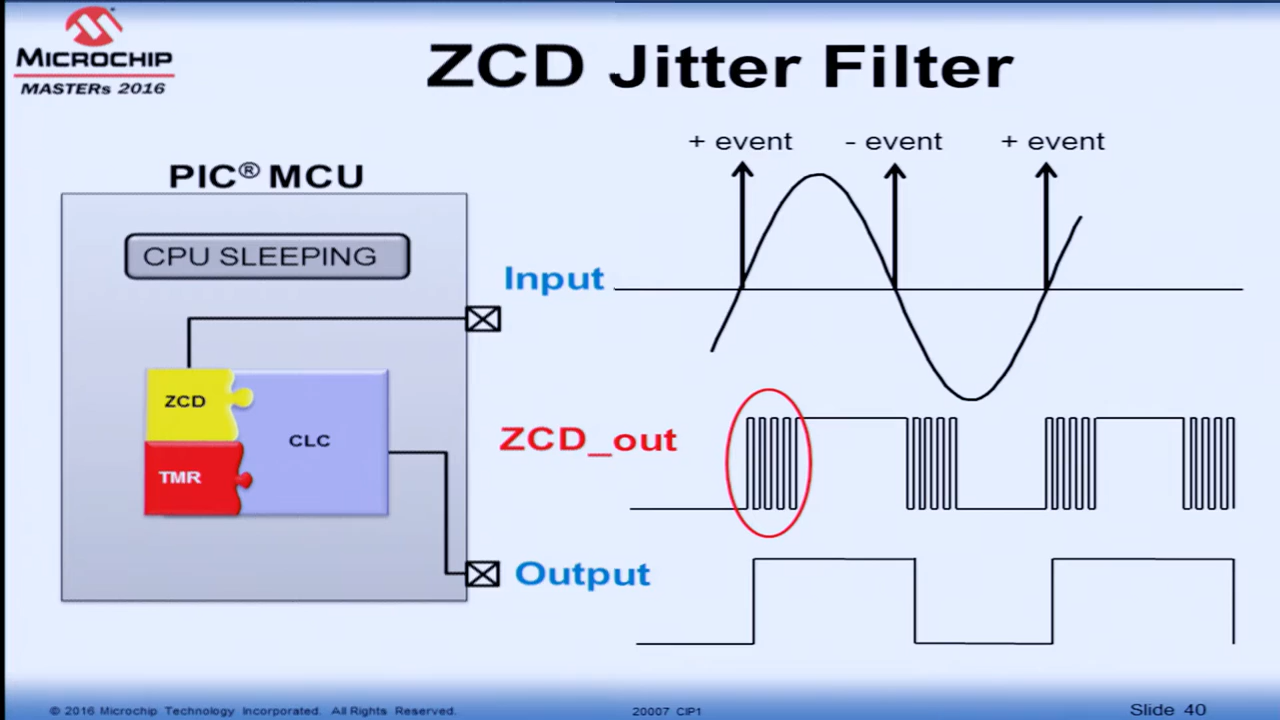 MICROCHIP
MASTERs 2016
ZCD Jitter Filter
+ event
- event
+ event
PIC® MCU
CPU SLEEPING
Input
ZCD
CLC
TMR
ZCD_out
Output
© 2016 Microchip Technology Incorporated. All Rights Reserved.
20007 CIP1
Slide 40